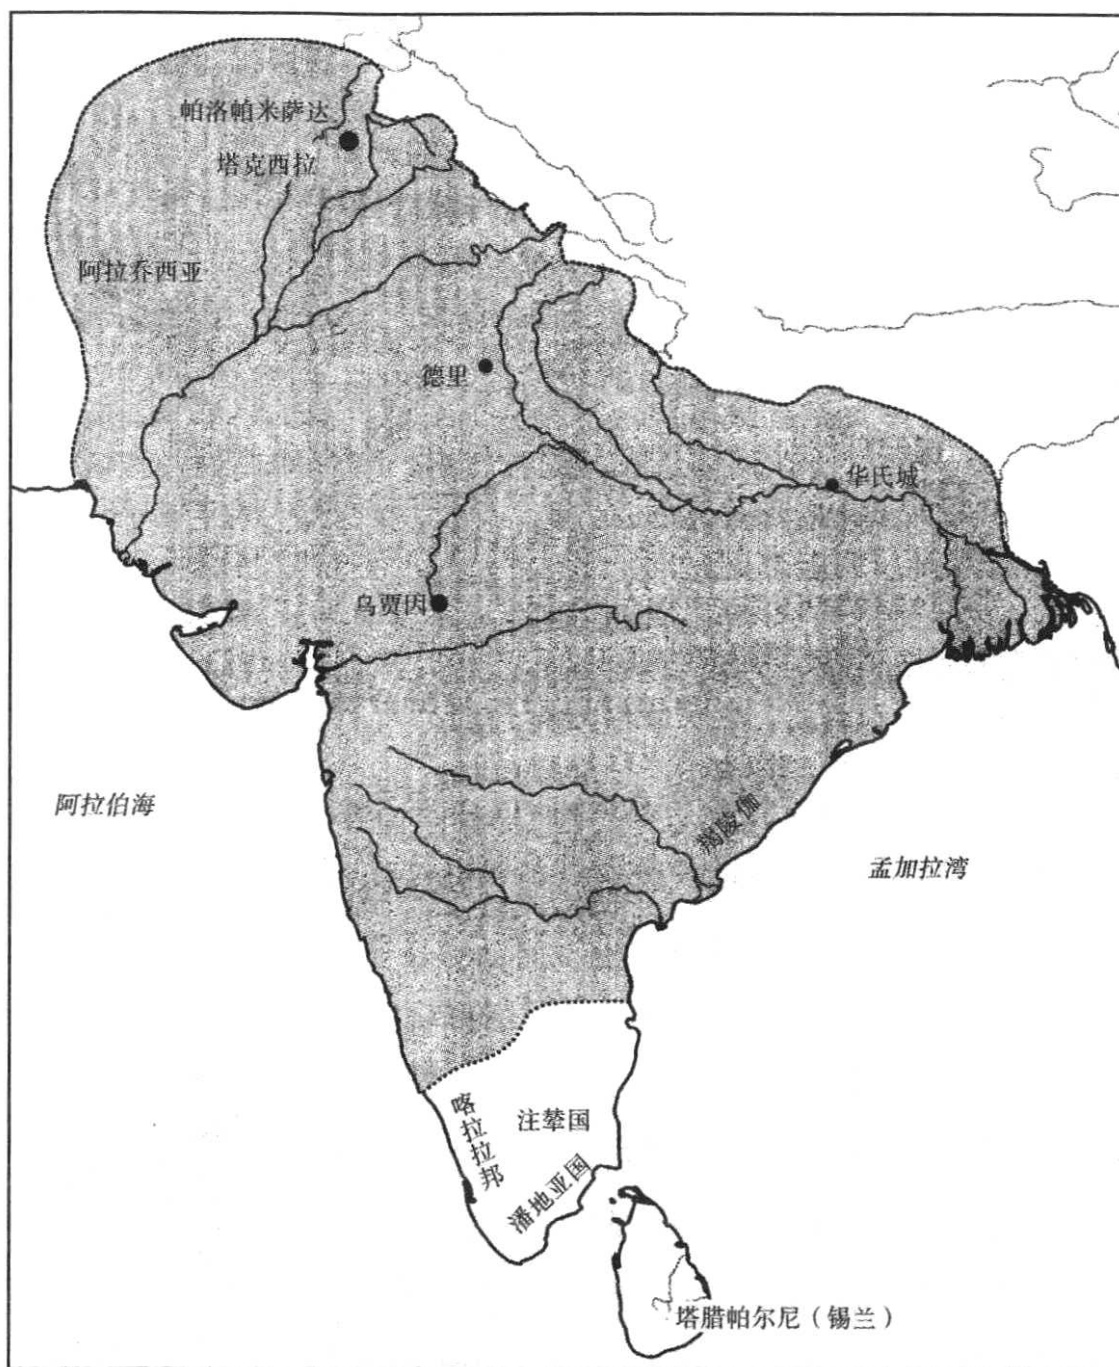 帕洛帕米萨达
塔克西拉
阿拉乔西亚
德里
华氏城
乌贾因
阿拉伯海
羯陵伽
孟加拉湾
喀拉拉邦
注辇国
潘地亚国
塔腊帕尔尼（锡兰）